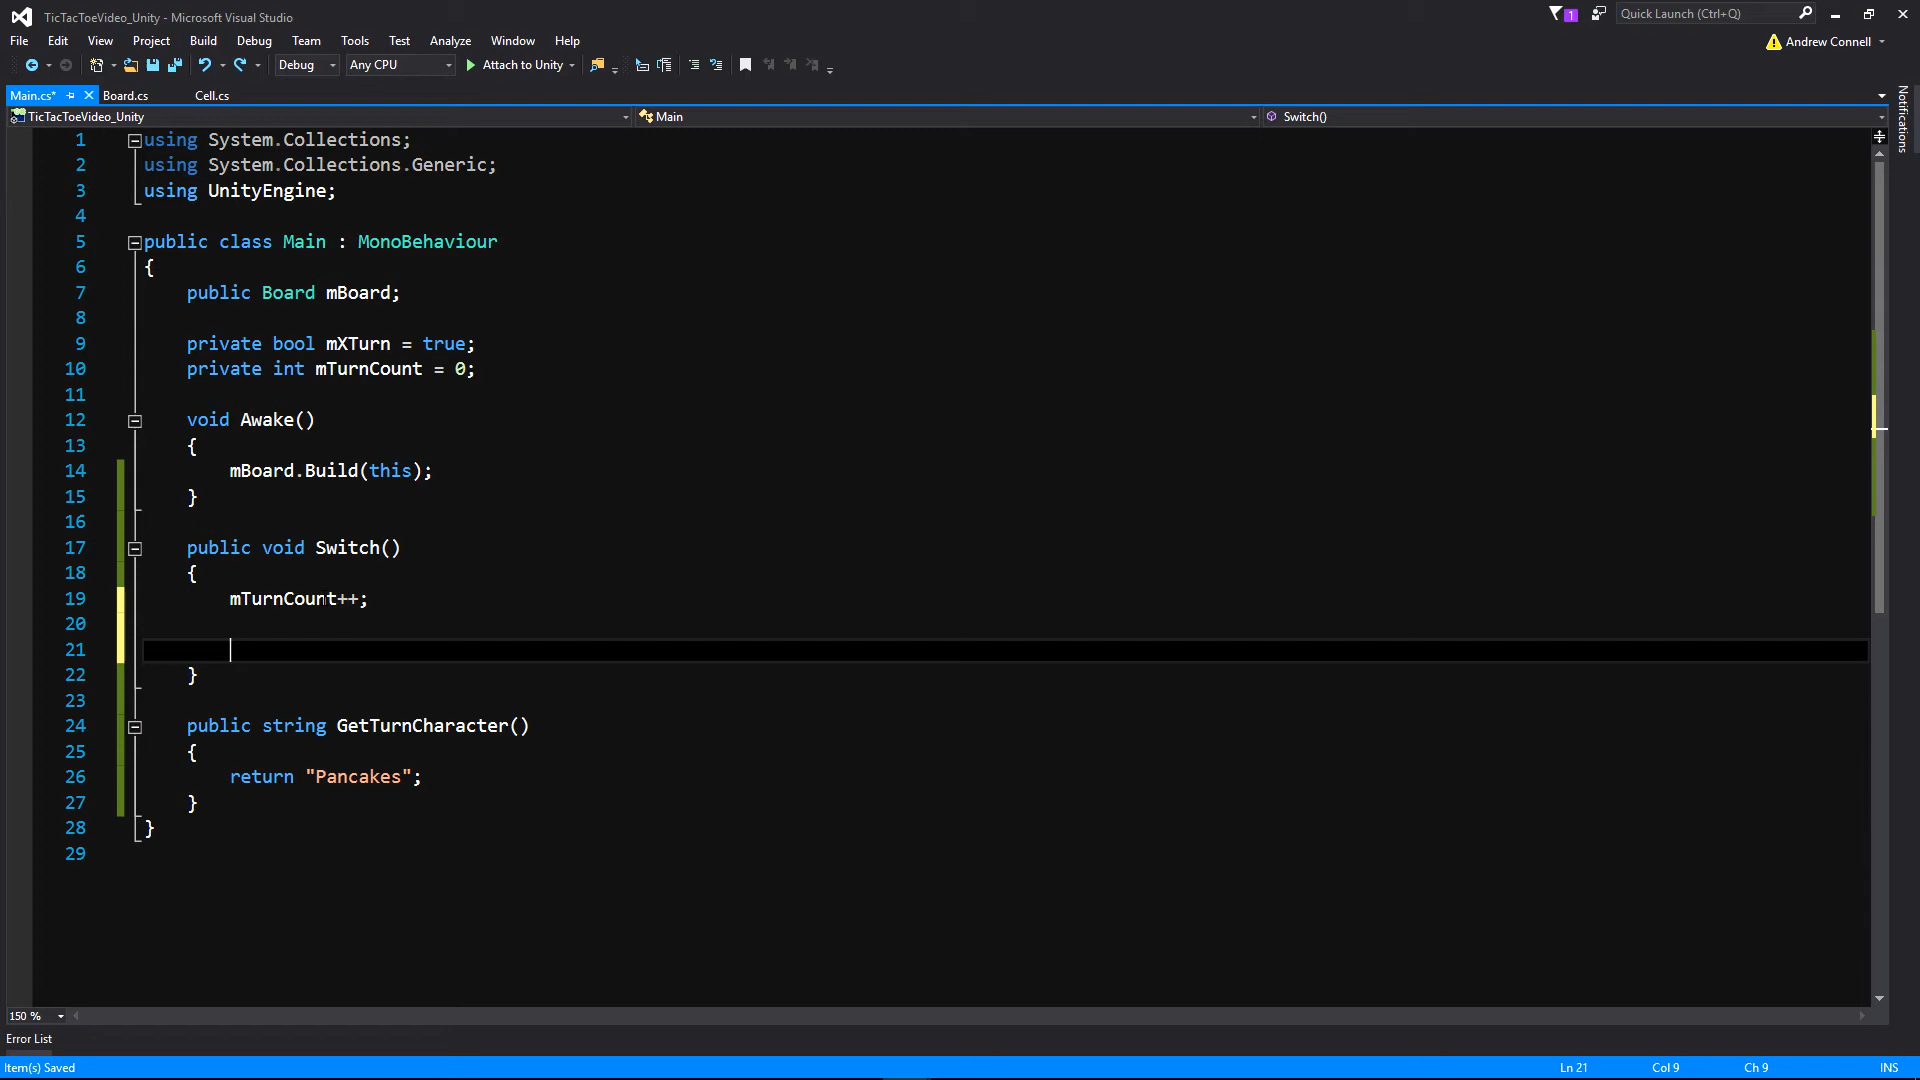 TicTacToeVideo_Unity - Microsoft Visual Studio
1
Quick Launch (Ctrl+Q)
File Edit View Project Build Debug Team Tools Test Analyze Window Help
Andrew Connell
Debug Any CPU Attach to Unity
Main.cs* Board.cs Cell.cs
Notifications
TicTacToeVideo_Unity Main Switch()
1 using System.Collections;
2 using System.Collections.Generic;
3 using UnityEngine;
4
5 public class Main : MonoBehaviour
6 {
7 public Board mBoard;
8
9 private bool mXTurn = true;
10 private int mTurnCount = 0;
11
12 void Awake()
13 {
14 mBoard.Build(this);
15 }
16
17 public void Switch()
18 {
19 mTurnCount++;
20
21
22 }
23
24 public string GetTurnCharacter()
25 {
26 return "Pancakes";
27 }
28 }
29
150 %
Error List
Item(s) Saved Ln 21 Col 9 Ch 9 INS